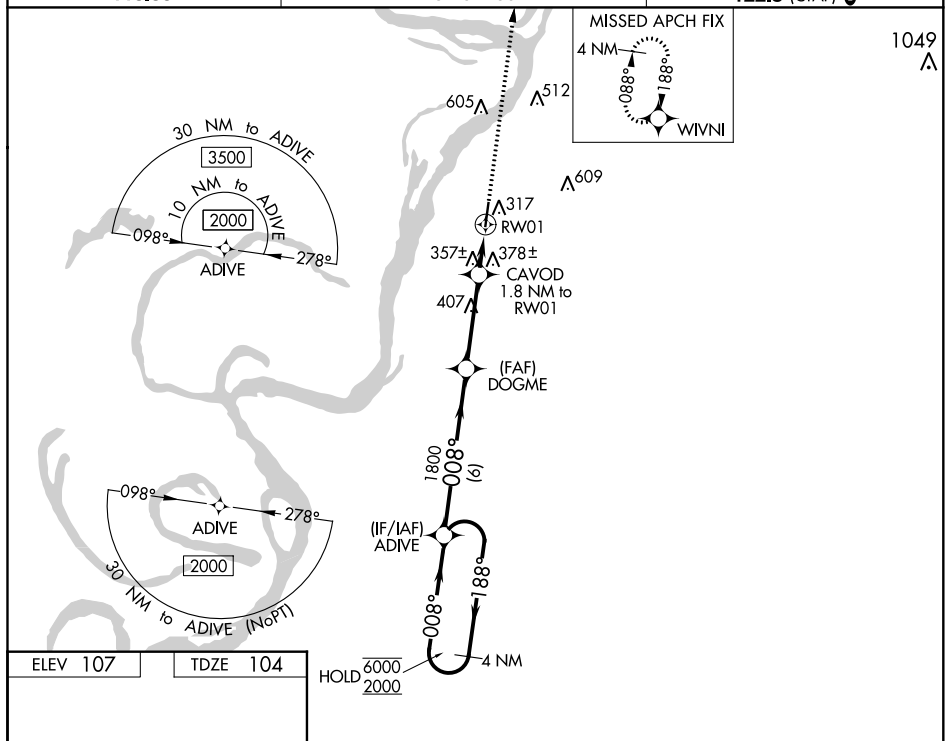 MISSED APCH FIX
4 NM
088°
188°
WIVNI
1049
605
512
609
317
RW01
30 NM to ADIVE
3500
10 NM to ADIVE
2000
098°
278°
ADIVE
357±
378±
CAVOD
1.8 NM to
RW01
407
(FAF)
DOGME
1800
008°
(6)
098°
278°
ADIVE
2000
30 NM to ADIVE (NoPT)
(IF/IAF)
ADIVE
008°
188°
4 NM
HOLD 6000
2000
ELEV 107
TDZE 104